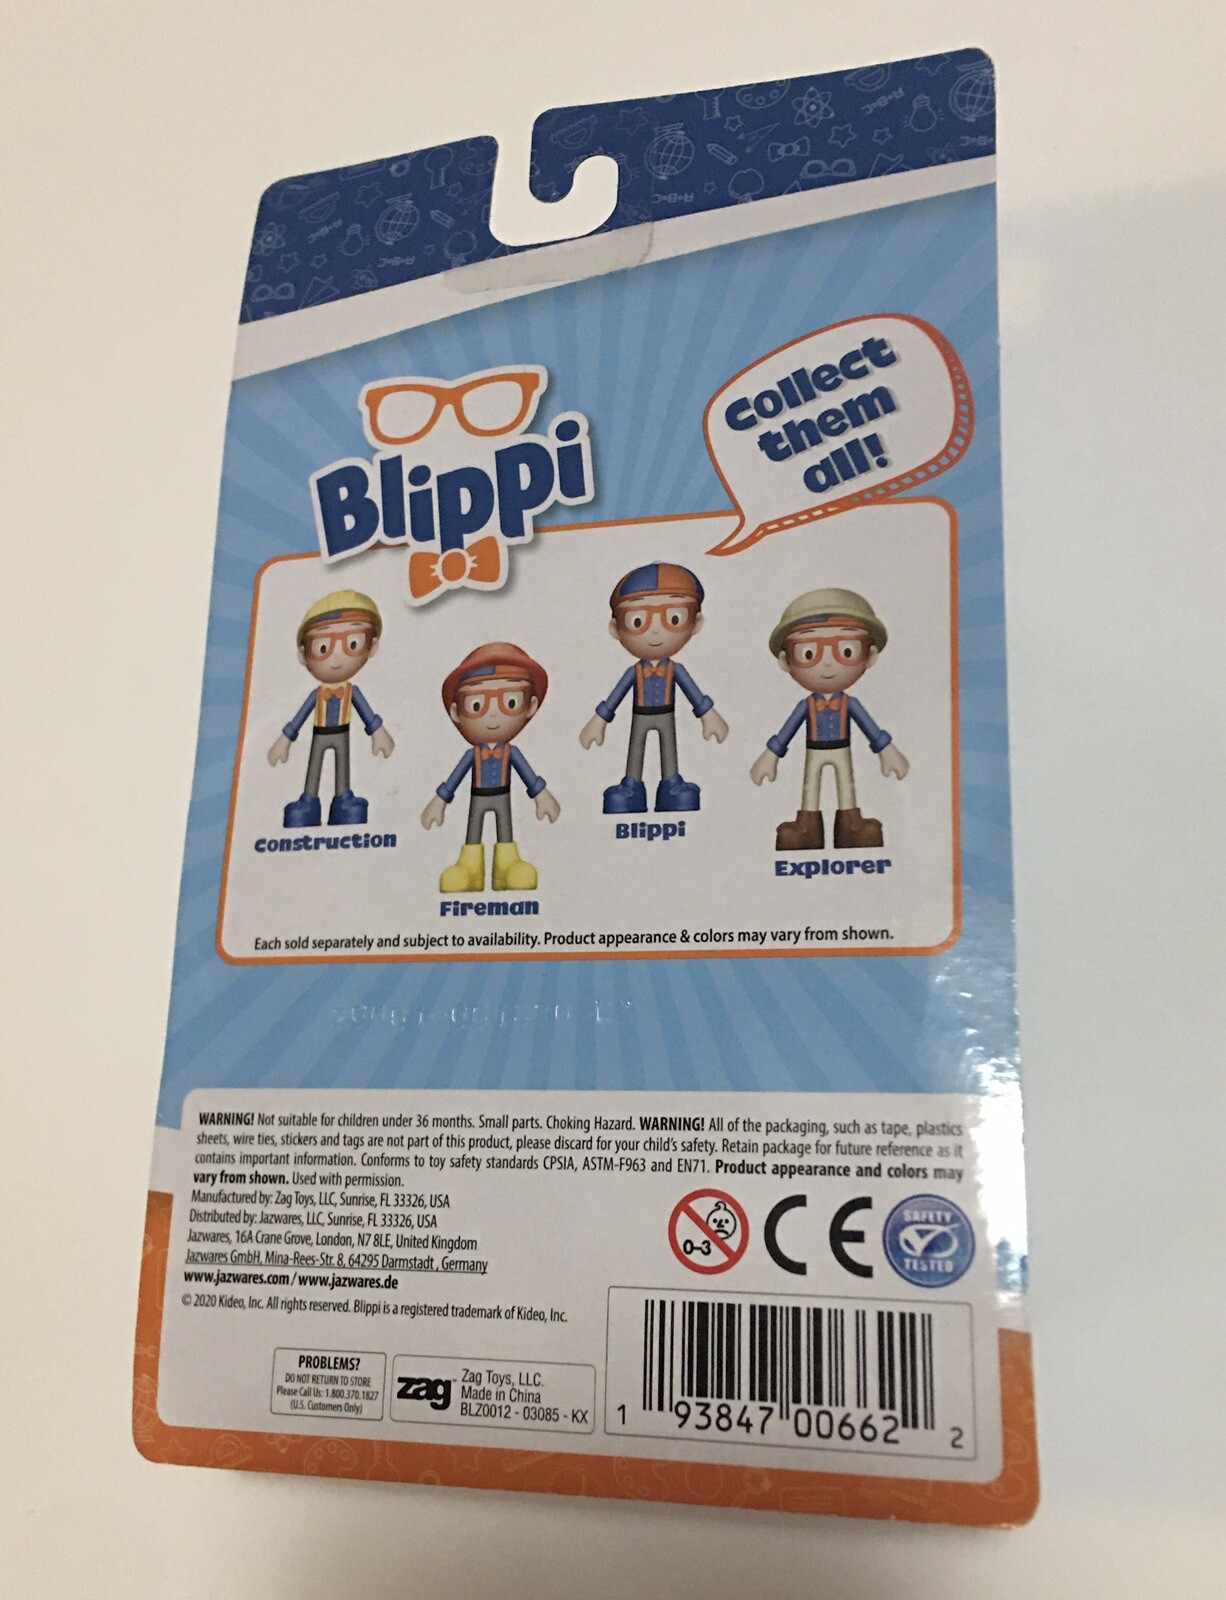 Collect
them
all!
Blippi
Construction
Fireman
Blippi
Explorer
Each sold separately and subject to availability. Product appearance & colors may vary from shown.
WARNING! Not suitable for children under 36 months. Small parts. Choking Hazard. WARNING! All of the packaging, such as tape, plastics
sheets, wire ties, stickers and tags are not part of this product, please discard for your child's safety. Retain package for future reference as it
contains important information. Conforms to toy safety standards CPSIA, ASTM-F963 and EN71. Product appearance and colors may
vary from shown. Used with permission.
Manufactured by: Zag Toys, LLC, Sunrise, FL 33326, USA
Distributed by: Jazwares, LLC, Sunrise, FL 33326, USA
Jazwares, 16A Crane Grove, London, N7 8LE, United Kingdom
Jazwares GmbH, Mina-Rees-Str. 8, 64295 Darmstadt, Germany
www.jazwares.com / www.jazwares.de
© 2020 Kideo, Inc. All rights reserved. Blippi is a registered trademark of Kideo, Inc.
0-3
CE
SAFETY
TESTED
PROBLEMS?
DO NOT RETURN TO STORE
Please Call Us: 1.800.370.1827
(U.S. Customers Only)
zag™
Zag Toys, LLC.
Made in China
BLZ0012 - 03085 - KX
1 93847 00662 2